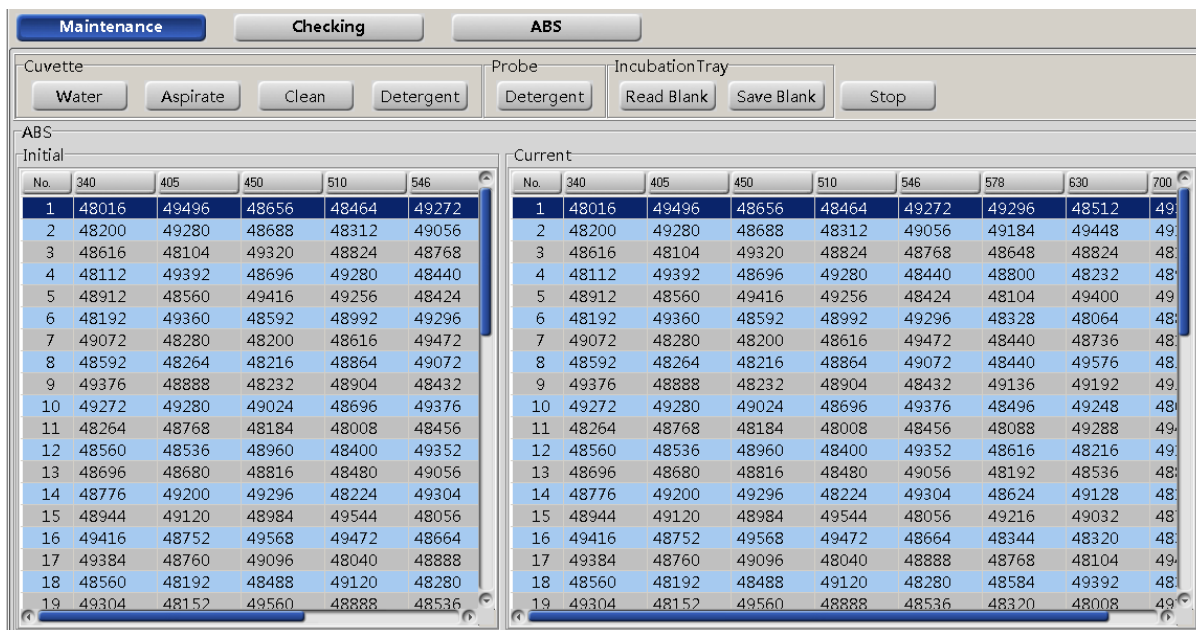 Maintenance Checking ABS
Cuvette Probe IncubationTray
Water Aspirate Clean Detergent Detergent Read Blank Save Blank Stop
ABS
Initial Current
No. 340 405 450 510 546 No. 340 405 450 510 546 578 630 700
1 48016 49496 48656 48464 49272 1 48016 49496 48656 48464 49272 49296 48512
2 48200 49280 48688 48312 49056 2 48200 49280 48688 48312 49056 49184 49448
3 48616 48104 49320 48824 48768 3 48616 48104 49320 48824 48768 48648 48824
4 48112 49392 48696 49280 48440 4 48112 49392 48696 49280 48440 48800 48232
5 48912 48560 49416 49256 48424 5 48912 48560 49416 49256 48424 48104 49400
6 48192 49360 48592 48992 49296 6 48192 49360 48592 48992 49296 48328 48064
7 49072 48280 48200 48616 49472 7 49072 48280 48200 48616 49472 48440 48736
8 48592 48264 48216 48864 49072 8 48592 48264 48216 48864 49072 48440 49576
9 49376 48888 48232 48904 48432 9 49376 48888 48232 48904 48432 49136 49192
10 49272 49280 49024 48696 49376 10 49272 49280 49024 48696 49376 48496 49248
11 48264 48768 48184 48008 48456 11 48264 48768 48184 48008 48456 48088 49288
12 48560 48536 48960 48400 49352 12 48560 48536 48960 48400 49352 48616 48216
13 48696 48680 48816 48480 49056 13 48696 48680 48816 48480 49056 48192 48536
14 48776 49200 49296 48224 49304 14 48776 49200 49296 48224 49304 48624 49128
15 48944 49120 48984 49544 48056 15 48944 49120 48984 49544 48056 49216 49032
16 49416 48752 49568 49472 48664 16 49416 48752 49568 49472 48664 48344 48320
17 49384 48760 49096 48040 48888 17 49384 48760 49096 48040 48888 48768 48104
18 48560 48192 48488 49120 48280 18 48560 48192 48488 49120 48280 48584 49392
19 49304 48152 49560 48888 48536 19 49304 48152 49560 48888 48536 48320 48008